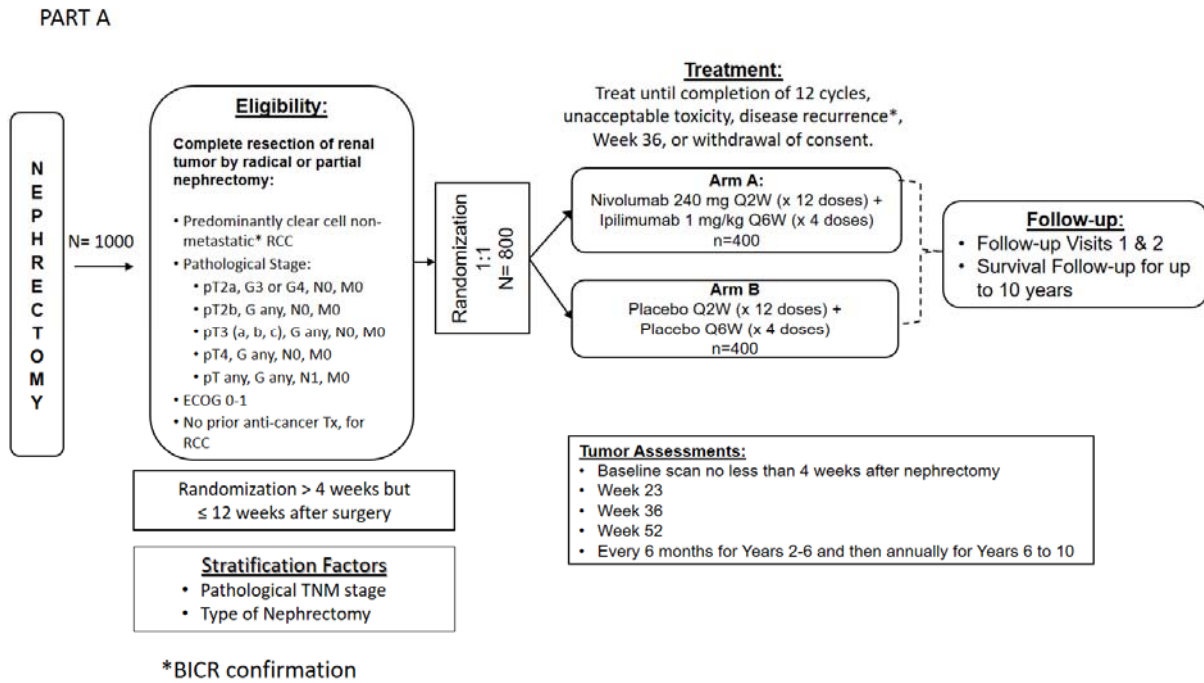 PART A
N
E
P
H
R
E
C
T
O
M
Y
N= 1000
Eligibility:
Complete resection of renal
tumor by radical or partial
nephrectomy:
• Predominantly clear cell non-
metastatic* RCC
• Pathological Stage:
• pT2a, G3 or G4, N0, M0
• pT2b, G any, N0, M0
• pT3 (a, b, c), G any, N0, M0
• pT4, G any, N0, M0
• pT any, G any, N1, M0
• ECOG 0-1
• No prior anti-cancer Tx, for
RCC
Randomization > 4 weeks but
≤ 12 weeks after surgery
Stratification Factors
• Pathological TNM stage
• Type of Nephrectomy
*BICR confirmation
Randomization
1:1
N= 800
Treatment:
Treat until completion of 12 cycles,
unacceptable toxicity, disease recurrence*,
Week 36, or withdrawal of consent.
Arm A:
Nivolumab 240 mg Q2W (x 12 doses) +
Ipilimumab 1 mg/kg Q6W (x 4 doses)
n=400
Arm B
Placebo Q2W (x 12 doses) +
Placebo Q6W (x 4 doses)
n=400
Follow-up:
• Follow-up Visits 1 & 2
• Survival Follow-up for up
to 10 years
Tumor Assessments:
• Baseline scan no less than 4 weeks after nephrectomy
• Week 23
• Week 36
• Week 52
• Every 6 months for Years 2-6 and then annually for Years 6 to 10